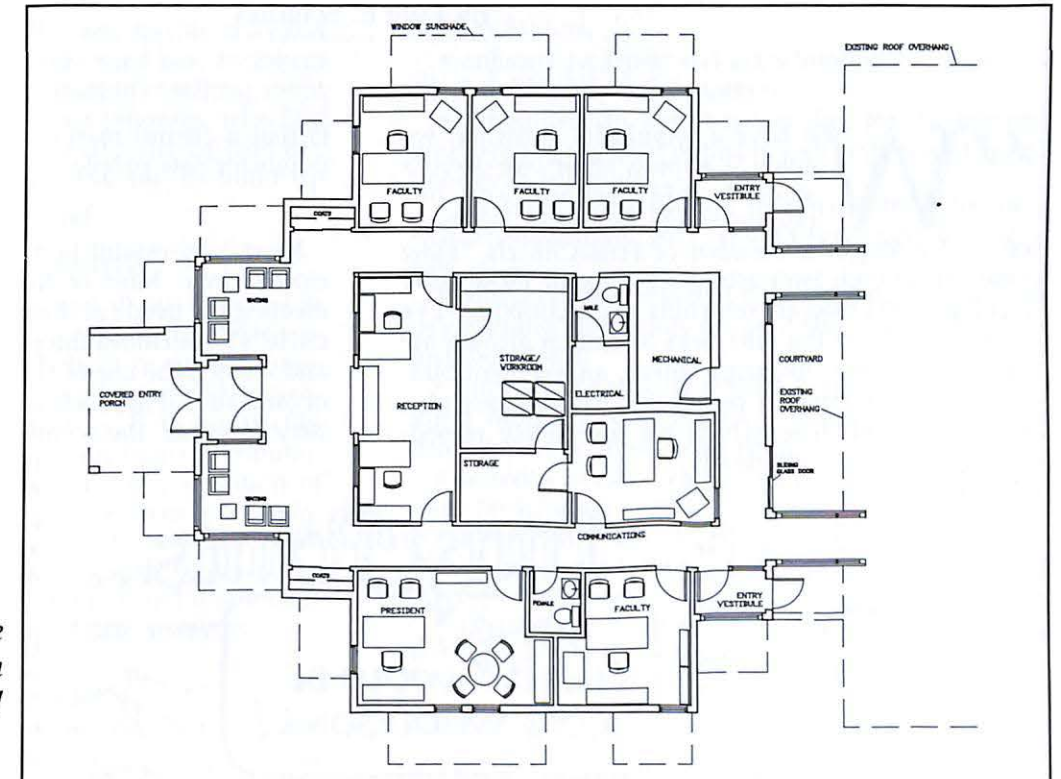 WINDOW SUNSHADE
EXISTING ROOF OVERHANG
FACULTY
FACULTY
FACULTY
ENTRY
VESTIBULE
COATS
WAITING
MALE
STORAGE/
WORKROOM
MECHANICAL
COURTYARD
EXISTING
ROOF
OVERHANG
ELECTRICAL
COVERED ENTRY
PORCH
RECEPTION
STORAGE
SLIDING
GLASS DOOR
WAITING
COMMUNICATIONS
COATS
PRESIDENT
FEMALE
FACULTY
ENTRY
VESTIBULE